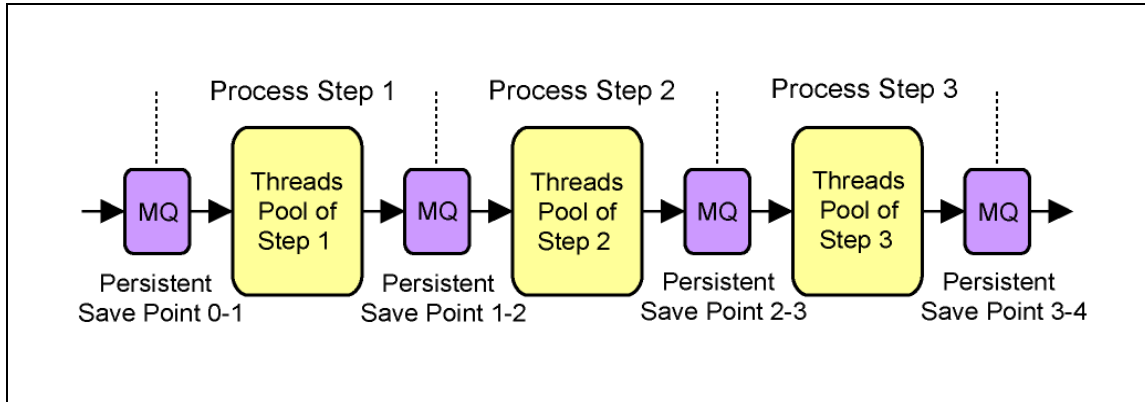 Process Step 1
Process Step 2
Process Step 3
MQ
Threads
Pool of
Step 1
MQ
Threads
Pool of
Step 2
MQ
Threads
Pool of
Step 3
MQ
Persistent
Save Point 0-1
Persistent
Save Point 1-2
Persistent
Save Point 2-3
Persistent
Save Point 3-4